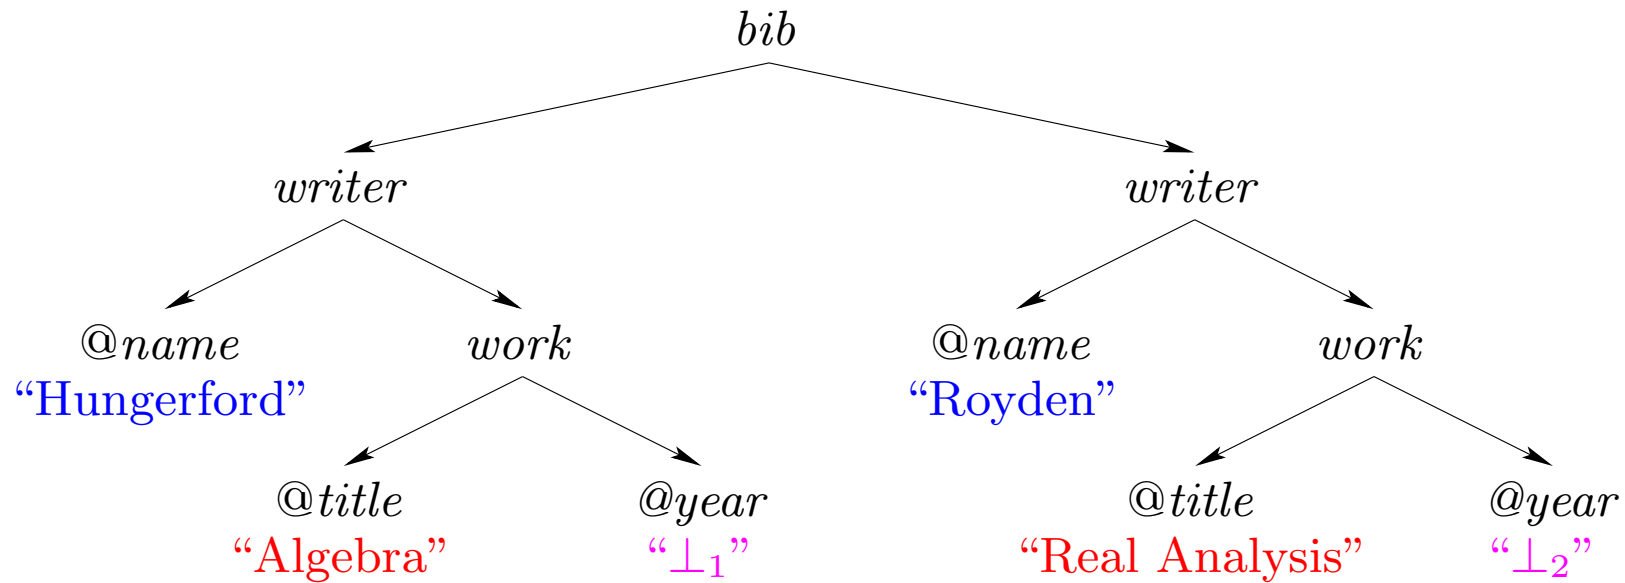 bib
writer writer
@name work @name work
“Hungerford” “Royden”
@title @year @title @year
“Algebra” “⊥₁” “Real Analysis” “⊥₂”